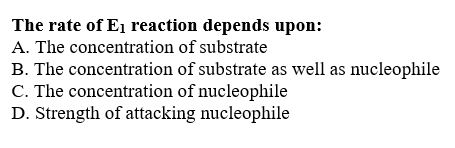 The rate of E₁ reaction depends upon:
A. The concentration of substrate
B. The concentration of substrate as well as nucleophile
C. The concentration of nucleophile
D. Strength of attacking nucleophile